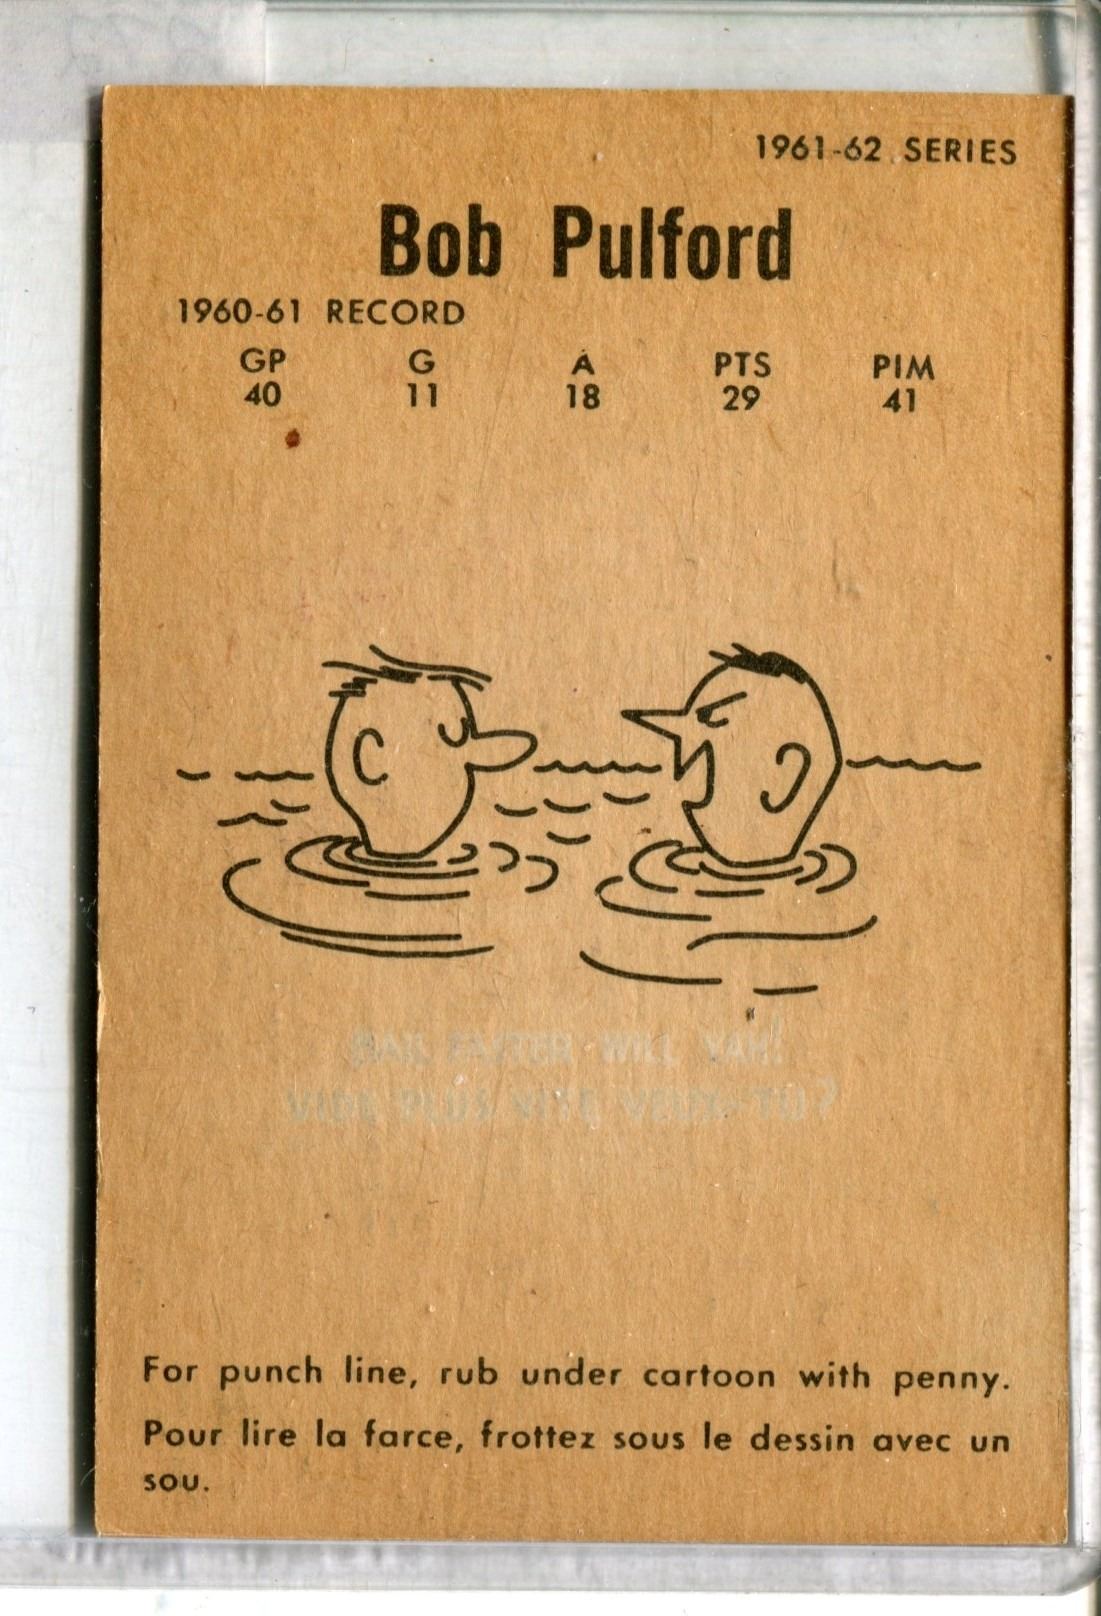 1961-62 SERIES
Bob Pulford
1960-61 RECORD
GP G A PTS PIM
40 11 18 29 41
BAIL FASTER WILL YAH!
VIDE PLUS VITE VEUX-TU?
For punch line, rub under cartoon with penny.
Pour lire la farce, frottez sous le dessin avec un
sou.